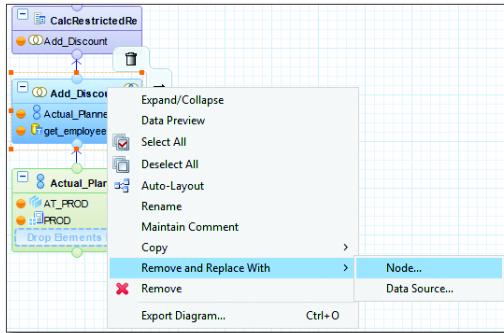 CalcRestrictedRe
Add_Discount
Add_Discou
Actual_Planne
get_employee
Actual_Plan
AT_PROD
PROD
Drop Elements
Expand/Collapse
Data Preview
Select All
Deselect All
Auto-Layout
Rename
Maintain Comment
Copy
Remove and Replace With
Node...
Remove
Data Source...
Export Diagram... Ctrl+O